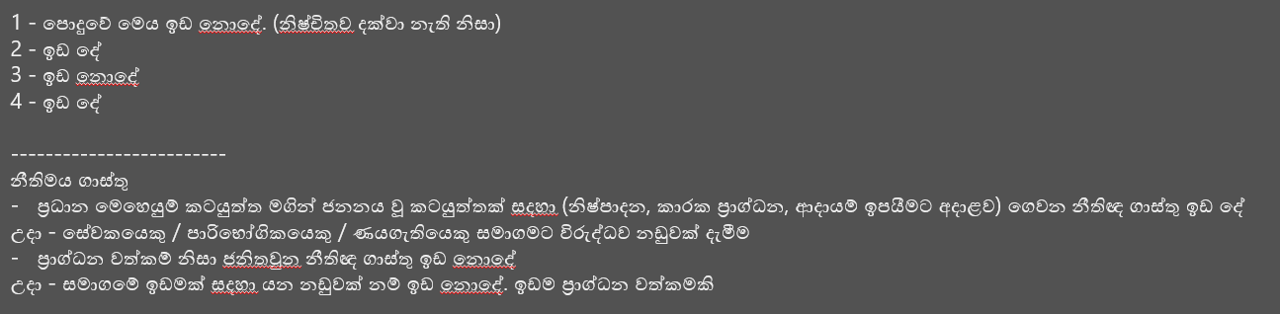 1 - පොදුවේ මෙය ඉඩ නොදේ. (නිෂ්චිතව දක්වා නැති නිසා)
2 - ඉඩ දේ
3 - ඉඩ නොදේ
4 - ඉඩ දේ
-------------------------
නීතිමය ගාස්තු
- ප්‍රධාන මෙහෙයුම් කටයුත්ත මගින් ජනනය වූ කටයුත්තක් සදහා (නිෂ්පාදන, කාරක ප්‍රාග්ධන, ආදායම් ඉපයීමට අදාළව) ගෙවන නීතිඥ ගාස්තු ඉඩ දේ
උදා - සේවකයෙකු / පාරිභෝගිකයෙකු / ණයගැතියෙකු සමාගමට විරුද්ධව නඩුවක් දැමීම
- ප්‍රාග්ධන වත්කම් නිසා ජනිතවුන නීතිඥ ගාස්තු ඉඩ නොදේ
උදා - සමාගමේ ඉඩමක් සදහා යන නඩුවක් නම් ඉඩ නොදේ. ඉඩම ප්‍රාග්ධන වත්කමකි